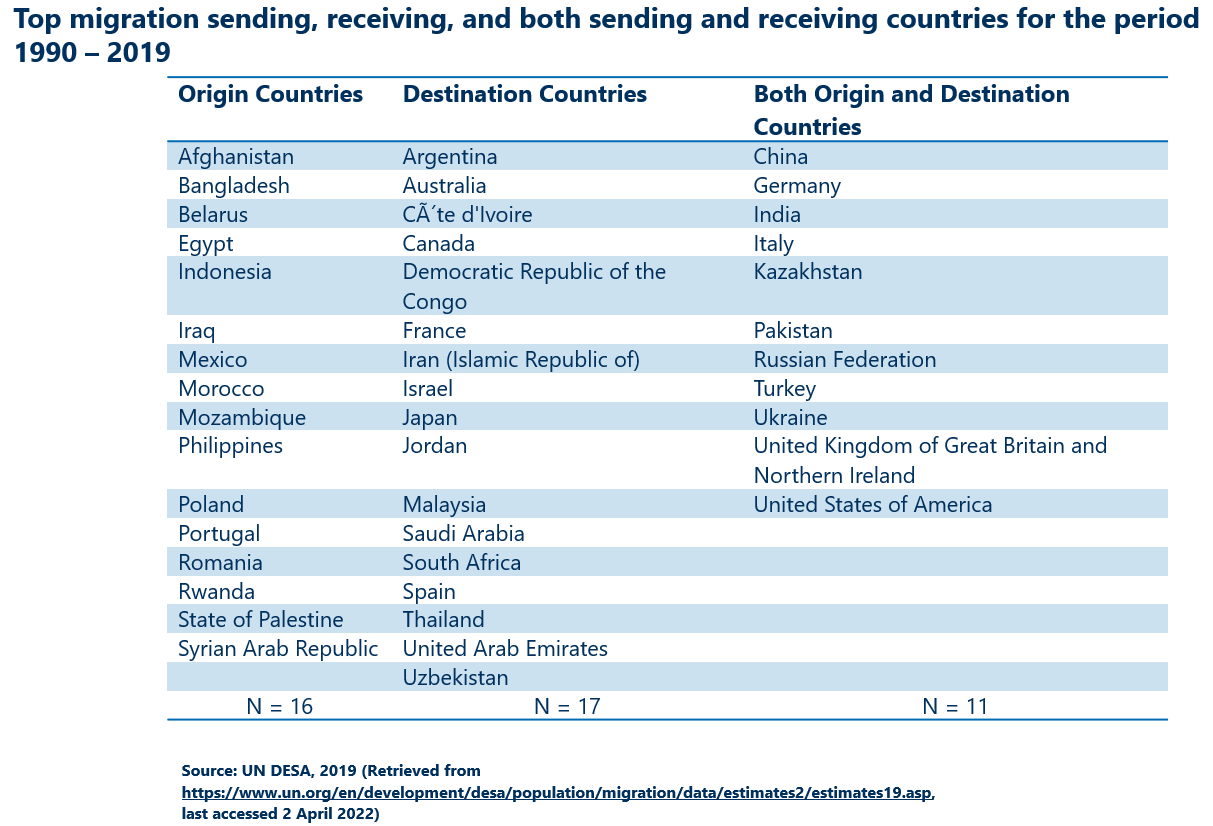 Top migration sending, receiving, and both sending and receiving countries for the period
1990 – 2019
Origin Countries Destination Countries Both Origin and Destination
Countries
Afghanistan Argentina China
Bangladesh Australia Germany
Belarus CÃ´te d'Ivoire India
Egypt Canada Italy
Indonesia Democratic Republic of the Kazakhstan
Congo
Iraq France Pakistan
Mexico Iran (Islamic Republic of) Russian Federation
Morocco Israel Turkey
Mozambique Japan Ukraine
Philippines Jordan United Kingdom of Great Britain and
Northern Ireland
Poland Malaysia United States of America
Portugal Saudi Arabia
Romania South Africa
Rwanda Spain
State of Palestine Thailand
Syrian Arab Republic United Arab Emirates
Uzbekistan
N = 16 N = 17 N = 11
Source: UN DESA, 2019 (Retrieved from
https://www.un.org/en/development/desa/population/migration/data/estimates2/estimates19.asp,
last accessed 2 April 2022)